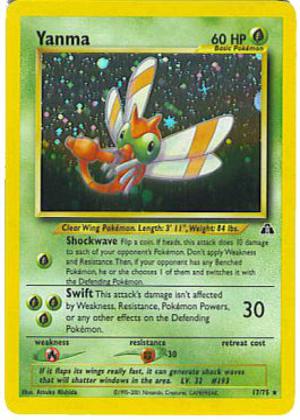 Yanma
60 HP
Basic Pokémon
Clear Wing Pokémon. Length: 3' 11", Weight: 84 lbs.
Shockwave Flip a coin. If heads, this attack does 10 damage
to each of your opponent's Pokémon. Don't apply Weakness
and Resistance. Then, if your opponent has any Benched
Pokémon, he or she chooses 1 of them and switches it with
the Defending Pokémon.
Swift This attack's damage isn't affected
by Weakness, Resistance, Pokémon Powers,
or any other effects on the Defending
Pokémon.
30
weakness resistance retreat cost
30
If it flaps its wings really fast, it can generate shock waves
that will shatter windows in the area. LV. 32 #193
Illus. Atsuko Nishida
©1995-2001 Nintendo, Creatures, GAMEFREAK.
17/75 ★